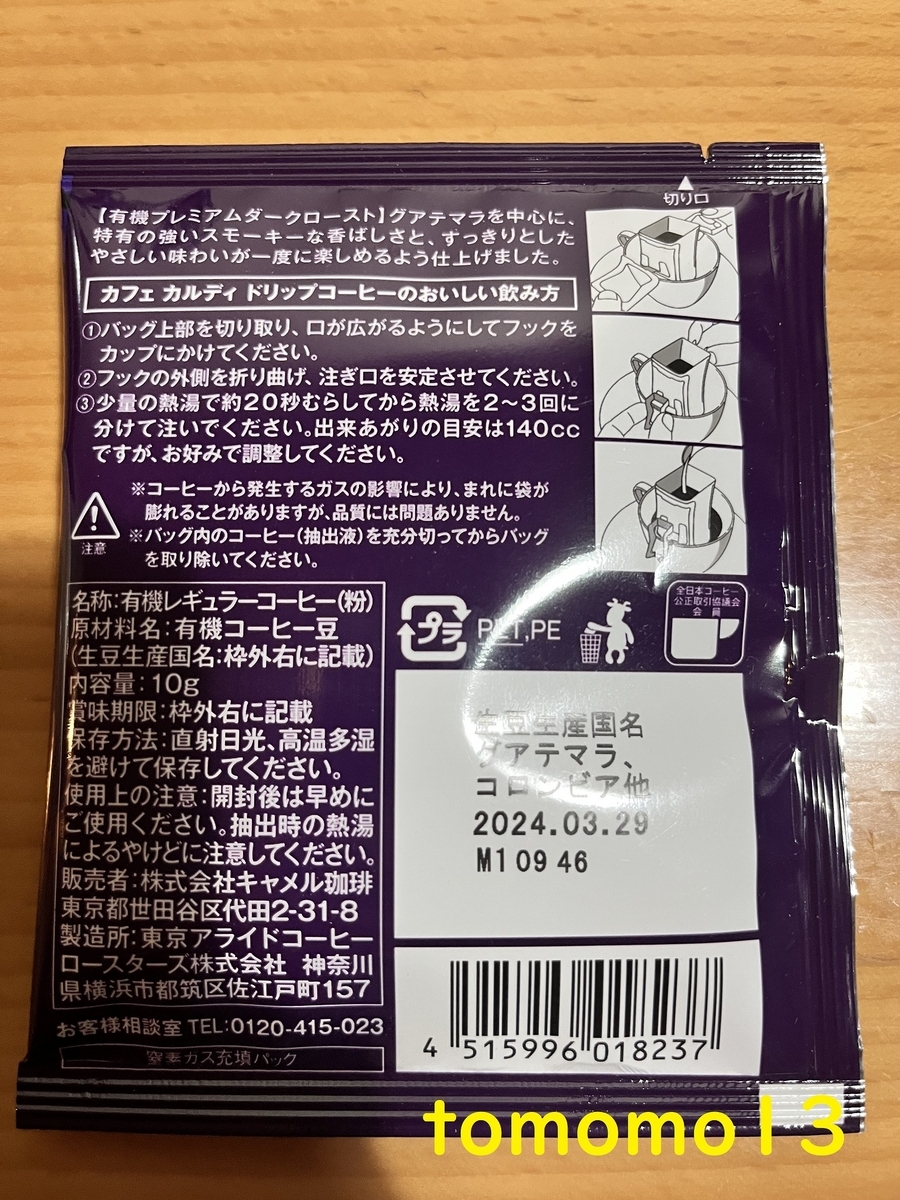 切り口
【有機プレミアムダークロースト】グアテマラを中心に、
特有の強いスモーキーな香ばしさと、すっきりとした
やさしい味わいが一度に楽しめるよう仕上げました。
カフェ カルディ ドリップコーヒーのおいしい飲み方
①バッグ上部を切り取り、口が広がるようにしてフックを
カップにかけてください。
②フックの外側を折り曲げ、注ぎ口を安定させてください。
③少量の熱湯で約20秒むらしてから熱湯を2〜3回に
分けて注いでください。出来あがりの目安は140cc
ですが、お好みで調整してください。
注意
※コーヒーから発生するガスの影響により、まれに袋が
膨れることがありますが、品質には問題ありません。
※バッグ内のコーヒー(抽出液)を充分切ってからバッグ
を取り除いてください。
名称:有機レギュラーコーヒー(粉)
原材料名:有機コーヒー豆
(生豆生産国名:枠外右に記載)
内容量:10g
賞味期限:枠外右に記載
保存方法:直射日光、高温多湿
を避けて保存してください。
使用上の注意:開封後は早めに
ご使用ください。抽出時の熱湯
によるやけどに注意してください。
販売者:株式会社キャメル珈琲
東京都世田谷区代田2-31-8
製造所:東京アライドコーヒー
ロースターズ株式会社 神奈川
県横浜市都筑区佐江戸町157
お客様相談室 TEL:0120-415-023
窒素ガス充填パック
プラ
PET,PE
全日本コーヒー
公正取引協議会
会員
生豆生産国名
グアテマラ、
コロンビア他
2024.03.29
M1 09 46
4 515996 018237
tomomo13